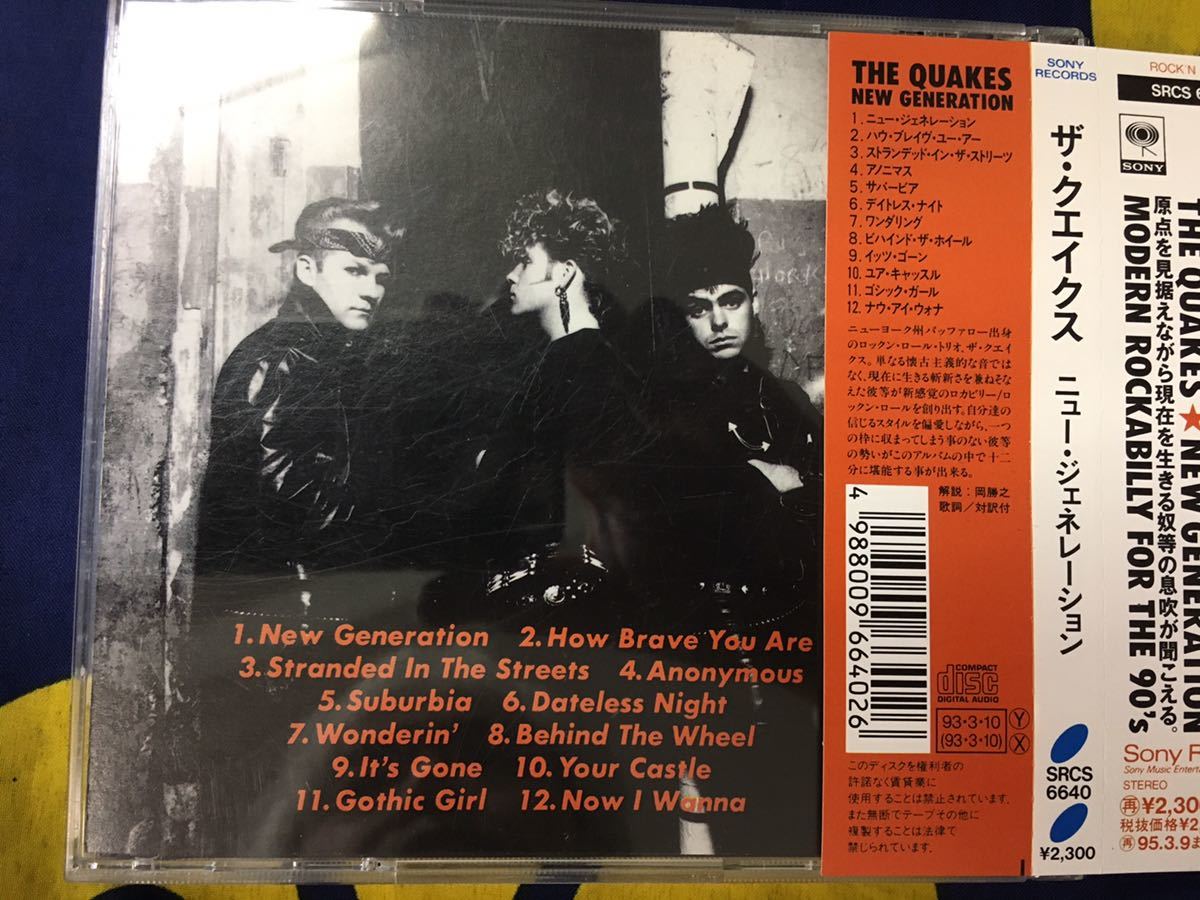 1.New Generation 2.How Brave You Are
3.Stranded In The Streets 4.Anonymous
5.Suburbia 6.Dateless Night
7.Wonderin' 8.Behind The Wheel
9.It's Gone 10.Your Castle
11.Gothic Girl 12.Now I Wanna
THE QUAKES
NEW GENERATION
1.ニュー・ジェネレーション
2.ハウ・ブレイヴ・ユー・アー
3.ストランデッド・イン・ザ・ストリーツ
4.アノニマス
5.サバービア
6.デイトレス・ナイト
7.ワンダリング
8.ビハインド・ザ・ホイール
9.イッツ・ゴーン
10.ユア・キャッスル
11.ゴシック・ガール
12.ナウ・アイ・ウォナ
ニューヨーク州バッファロー出身
のロックン・ロール・トリオ、ザ・クエイ
クス。単なる懐古主義的な音では
なく、現在に生きる斬新さを兼ねそな
えた彼等が新感覚のロカビリー/ロ
ックン・ロールを創り出す。自分達の
信じるスタイルを偏愛しながら、一つ
の枠に収まってしまう事のない彼等
の勢いがこのアルバムの中で十二
分に堪能する事が出来る。
解説:岡勝之
歌詞/対訳付
4 988009 664026
COMPACT
disc
DIGITAL AUDIO
93・3・10
(93・3・10)
Y
X
このディスクを権利者の
許諾なく賃貸業に
使用することは禁止されています。
また無断でテープその他に
複製することは法律で
禁じられています。
SONY
RECORDS
ザ・クエイクス ニュー・ジェネレーション
SRCS
6640
¥2,300
ROCK'N
SRCS 6
SONY
THE QUAKES★NEW GENERATION
原点を見据えながら現在を生きる奴等の息吹が聞こえる。
MODERN ROCKABILLY FOR THE 90's
Sony
Sony Music
STEREO
再¥2,30
税抜価格¥2
再95.3.9ま